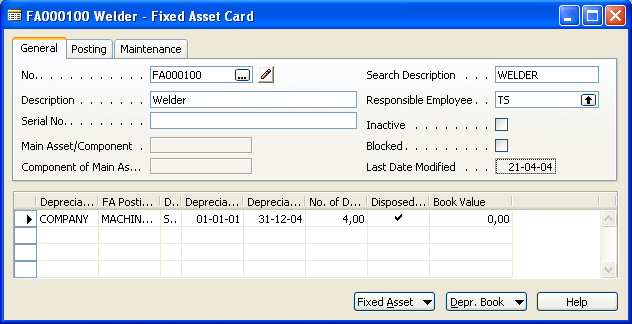 FA000100 Welder - Fixed Asset Card
General Posting Maintenance
No. . . . . . . . . . . FA000100 ... Search Description . . . WELDER
Description . . . . . . . Welder Responsible Employee . . TS
Serial No. . . . . . . . .
Inactive . . . . . . . .
Main Asset/Component . Blocked . . . . . . . . .
Component of Main As... Last Date Modified . . . 21-04-04
Deprecia... FA Posti... D... Deprecia... Deprecia... No. of D... Disposed... Book Value
COMPANY MACHIN... S... 01-01-01 31-12-04 4,00 0,00
Fixed Asset Depr. Book Help